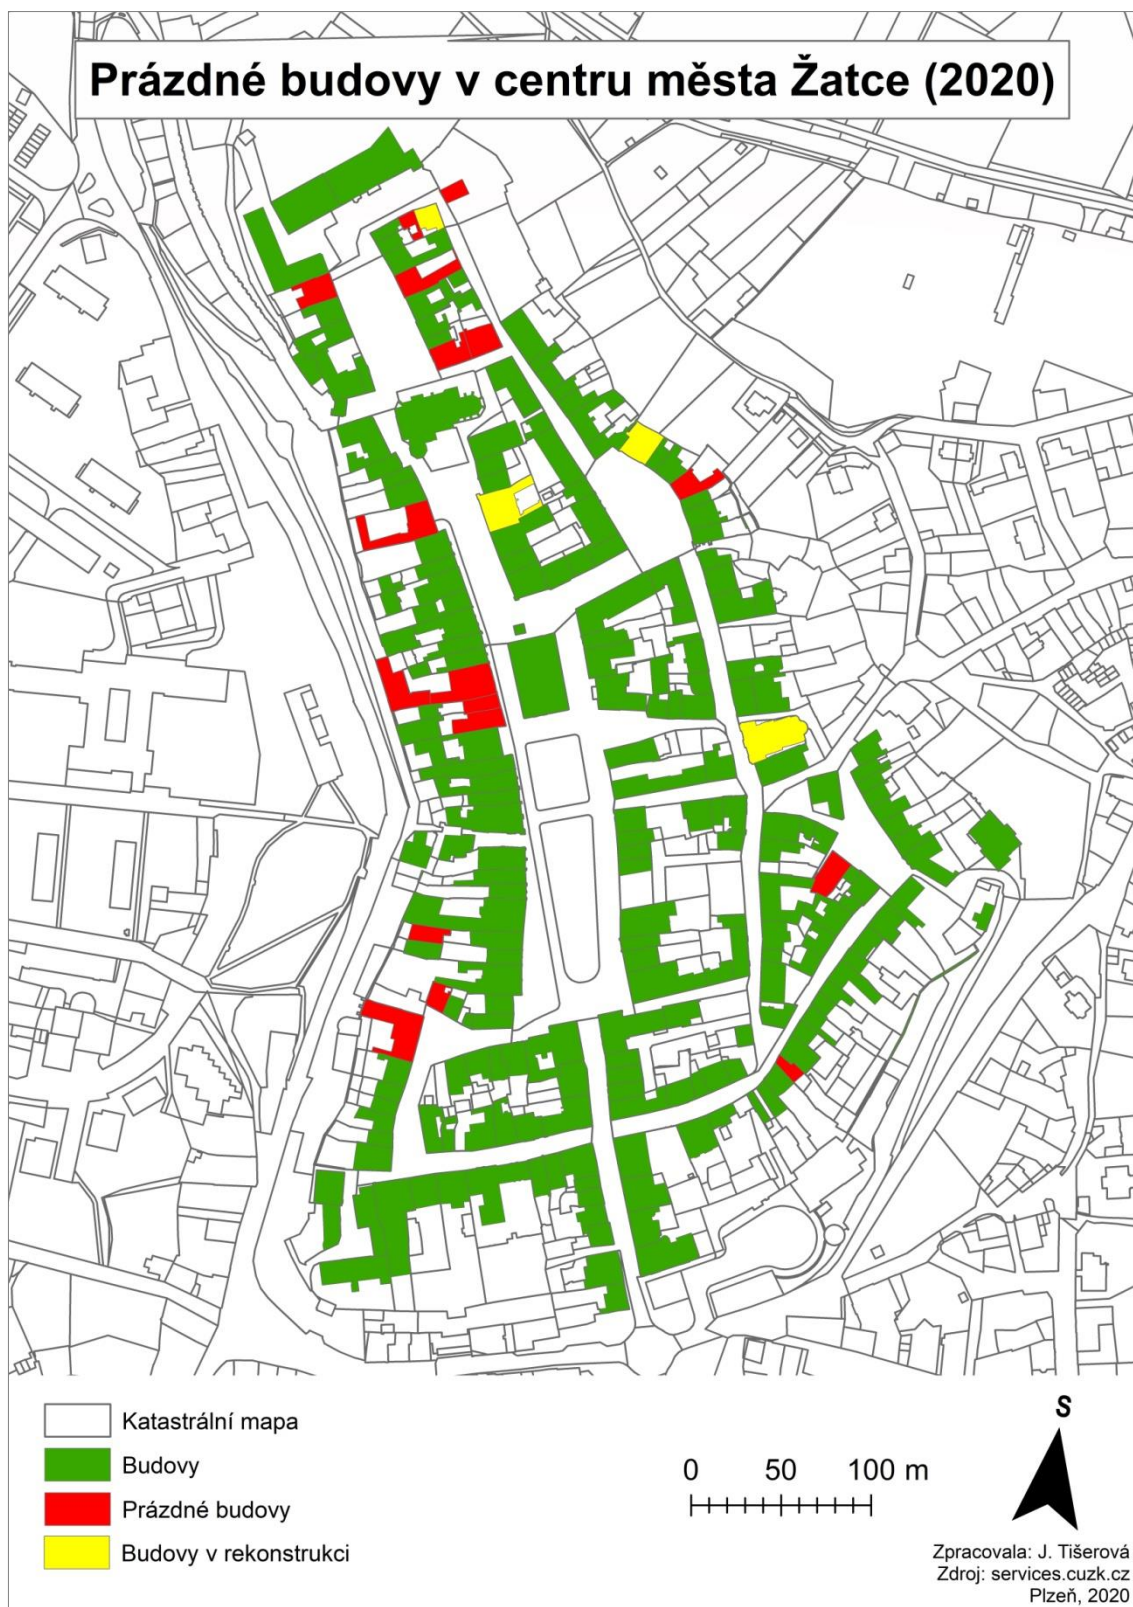 Prázdné budovy v centru města Žatce (2020)
Katastrální mapa
Budovy
Prázdné budovy
Budovy v rekonstrukci
0 50 100 m
S
Zpracovala: J. Tišerová
Zdroj: services.cuzk.cz
Plzeň, 2020